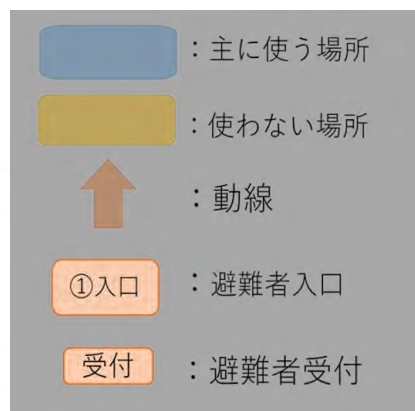 ：主に使う場所
：使わない場所
：動線
①入口 ：避難者入口
受付 ：避難者受付